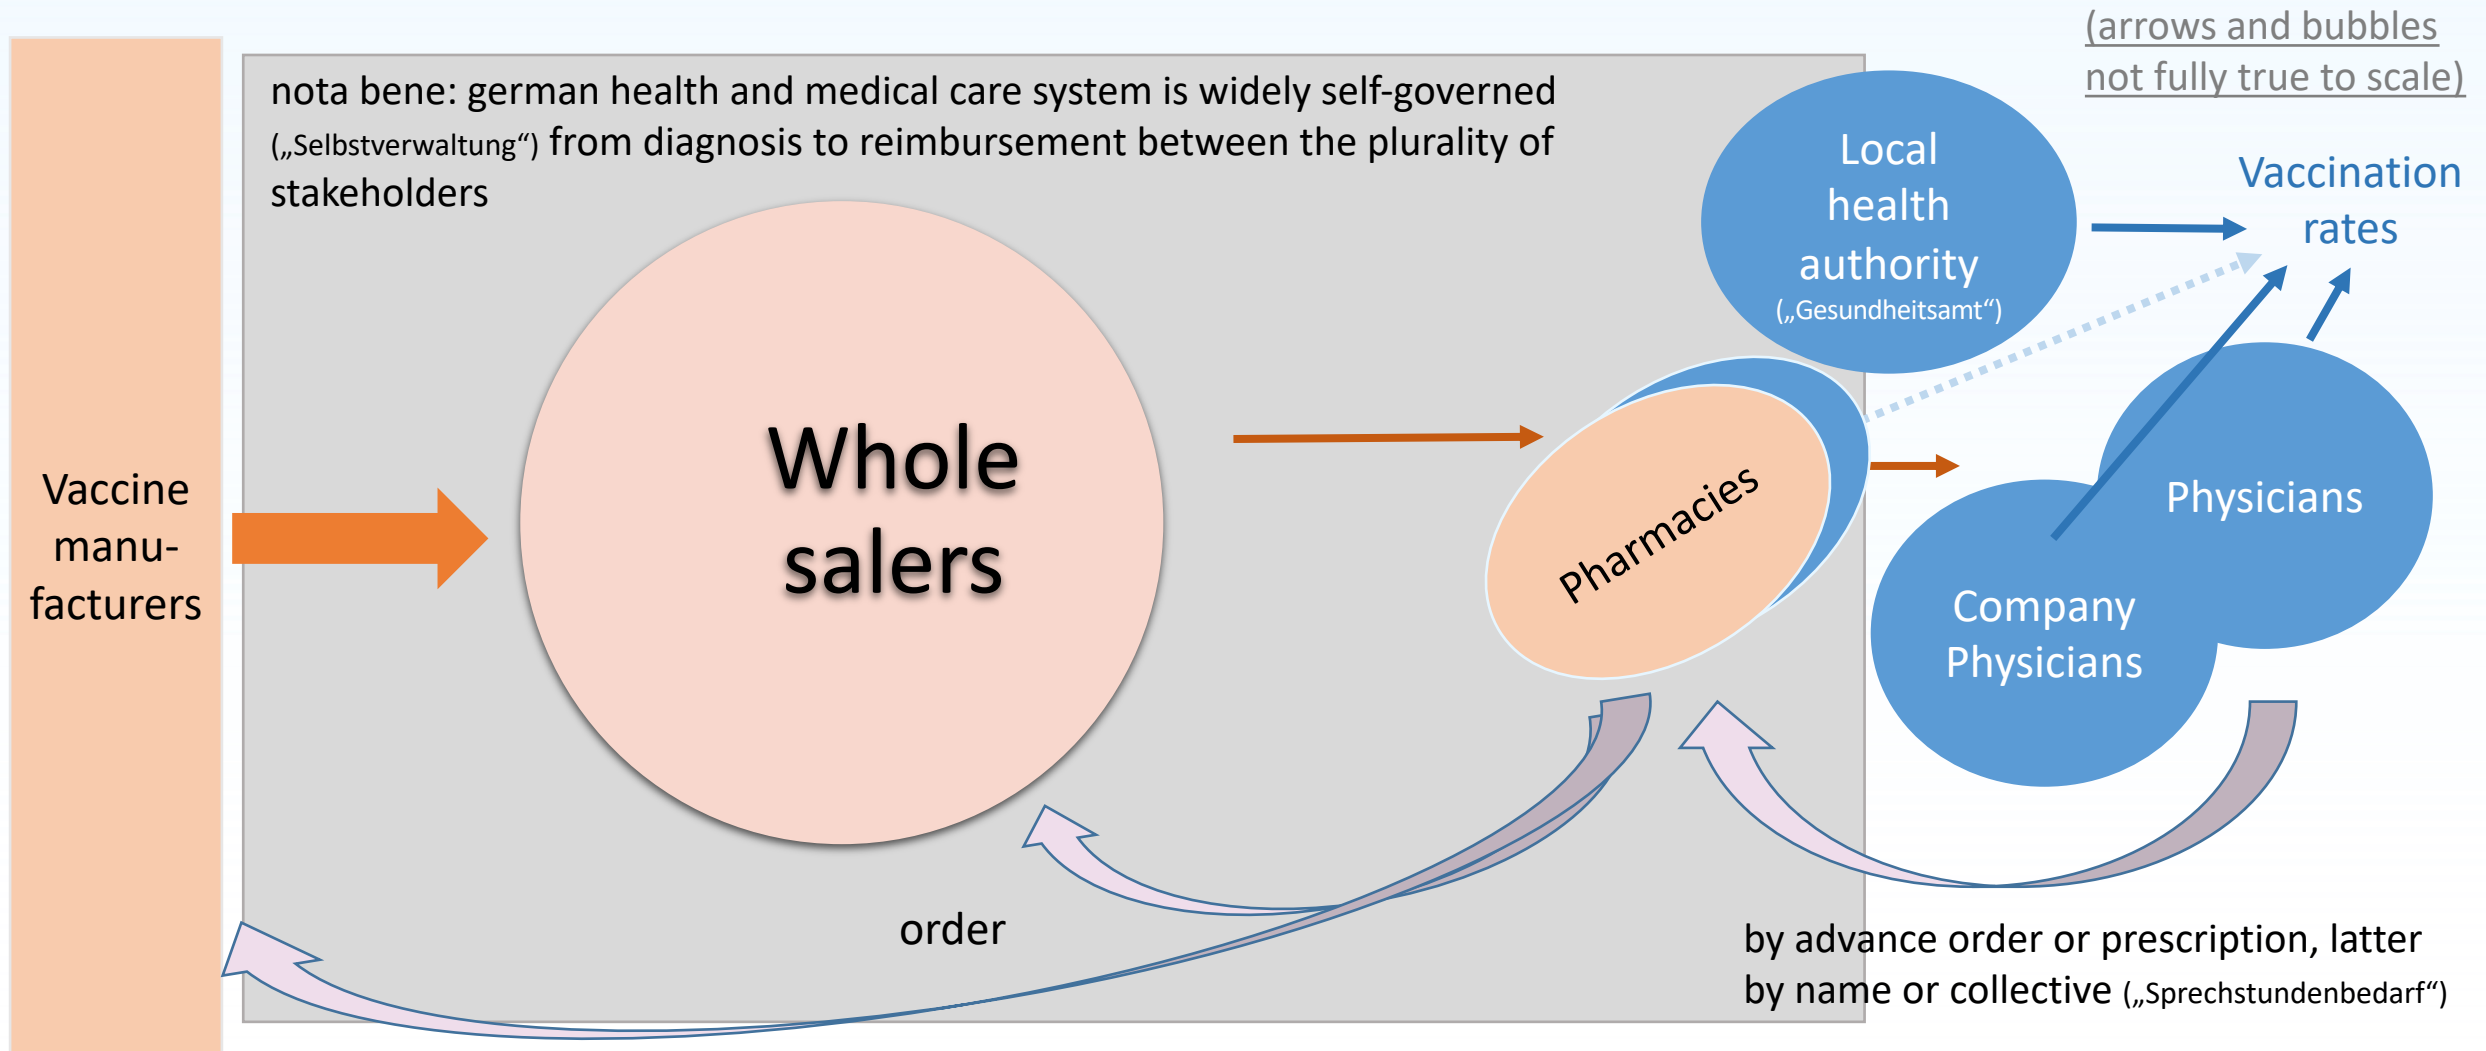 (arrows and bubbles
not fully true to scale)
nota bene: german health and medical care system is widely self-governed
(„Selbstverwaltung“) from diagnosis to reimbursement between the plurality of
stakeholders
Local
health
authority
(„Gesundheitsamt“)
Vaccination
rates
Vaccine
manu-
facturers
Whole
salers
Pharmacies
Physicians
Company
Physicians
order
by advance order or prescription, latter
by name or collective („Sprechstundenbedarf“)